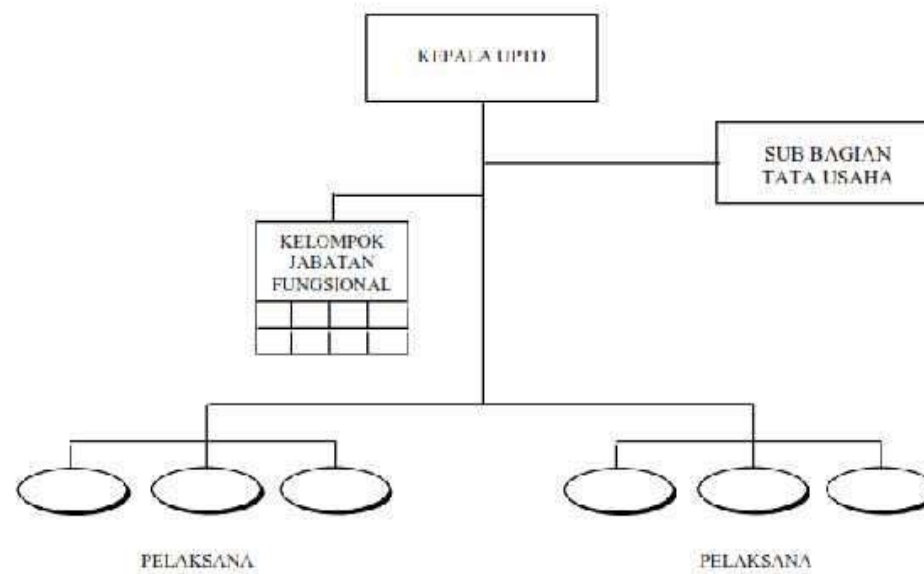 KEPALA UPTD
SUB BAGIAN
TATA USAHA
KELOMPOK
JABATAN
FUNGSIONAL
PELAKSANA
PELAKSANA